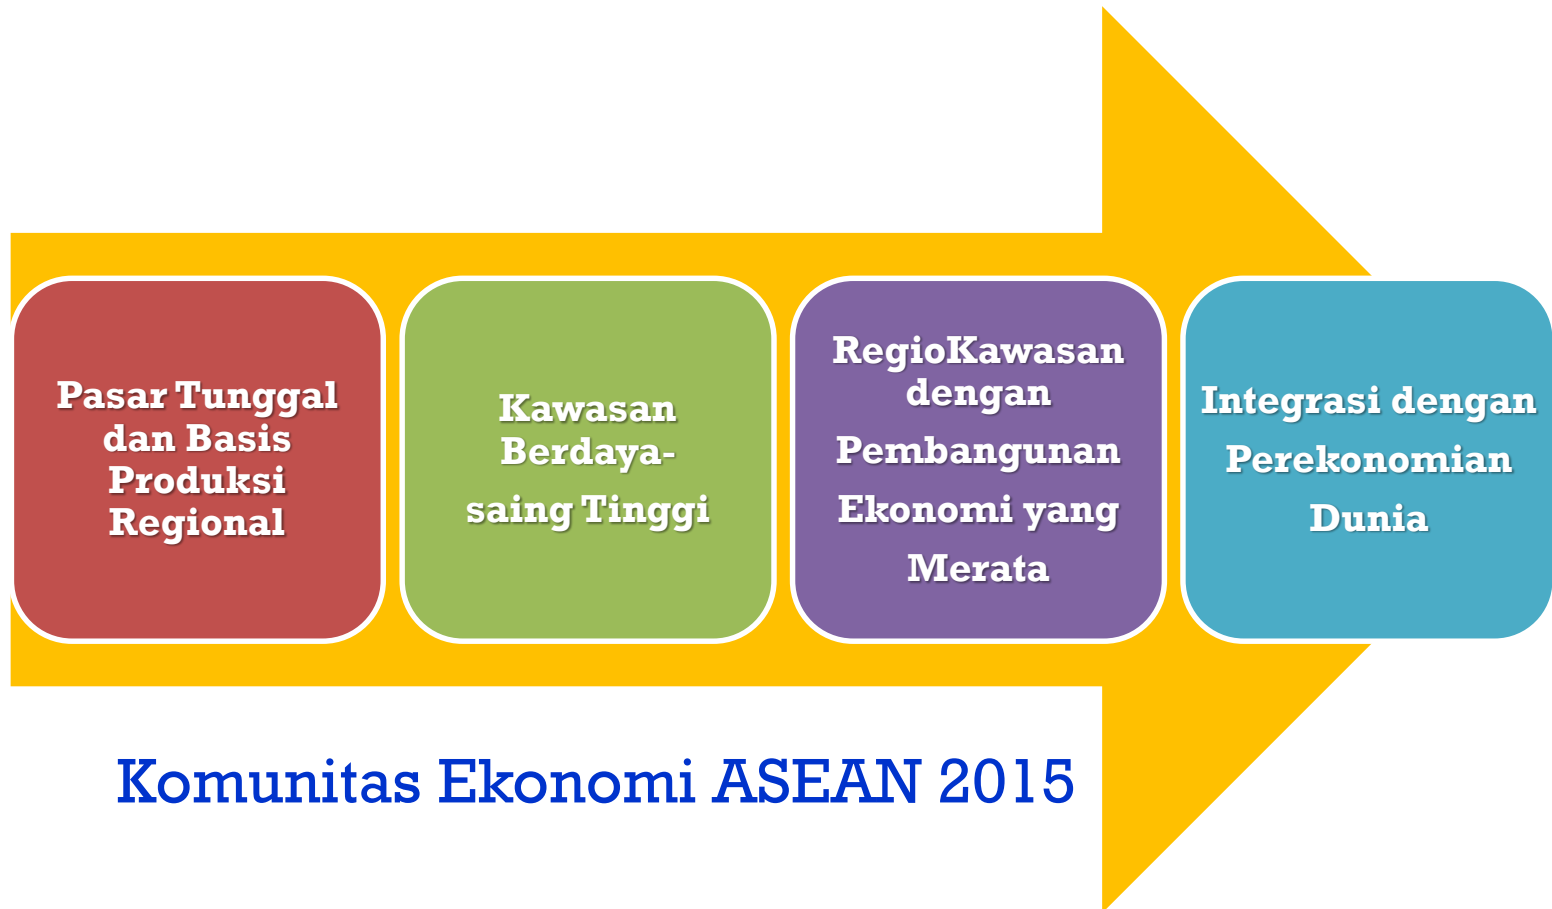 Pasar Tunggal
dan Basis
Produksi
Regional
Kawasan
Berdaya-
saing Tinggi
RegioKawasan
dengan
Pembangunan
Ekonomi yang
Merata
Integrasi dengan
Perekonomian
Dunia
Komunitas Ekonomi ASEAN 2015